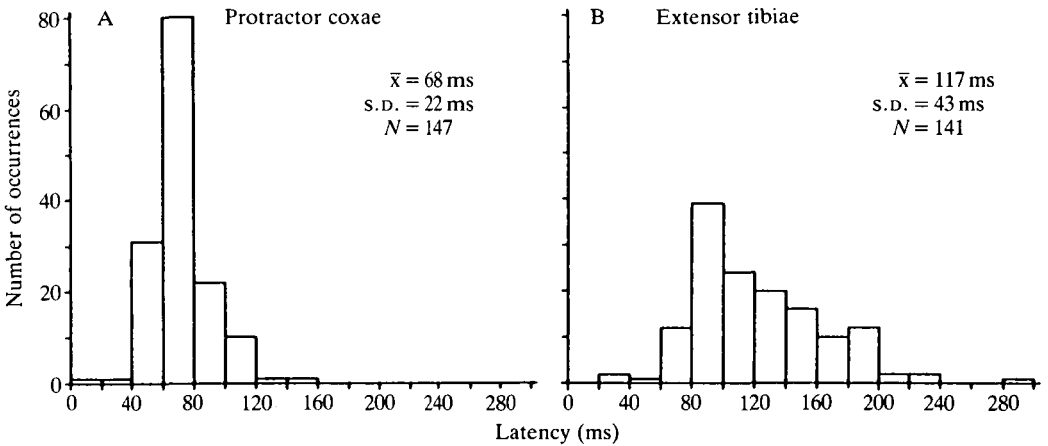 A Protractor coxae
x̄ = 68 ms
S.D. = 22 ms
N = 147
Number of occurrences
80
60
40
20
0
0 40 80 120 160 200 240 280
B Extensor tibiae
x̄ = 117 ms
S.D. = 43 ms
N = 141
0 40 80 120 160 200 240 280
Latency (ms)